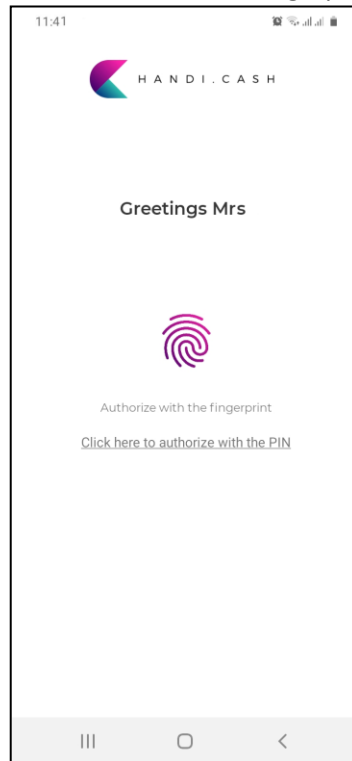 11:41
HANDI.CASH
Greetings Mrs
Authorize with the fingerprint
Click here to authorize with the PIN